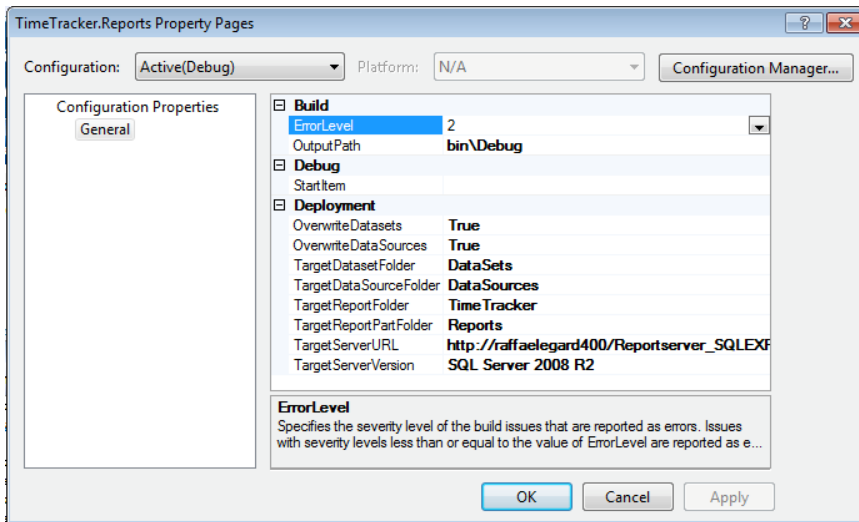 TimeTracker.Reports Property Pages
Configuration: Active(Debug) Platform: N/A Configuration Manager...
Configuration Properties
General
Build
ErrorLevel 2
OutputPath bin\Debug
Debug
StartItem
Deployment
OverwriteDatasets True
OverwriteDataSources True
TargetDatasetFolder DataSets
TargetDataSourceFolder DataSources
TargetReportFolder TimeTracker
TargetReportPartFolder Reports
TargetServerURL http://raffaelegard400/Reportserver_SQLEXF
TargetServerVersion SQL Server 2008 R2
ErrorLevel
Specifies the severity level of the build issues that are reported as errors. Issues
with severity levels less than or equal to the value of ErrorLevel are reported as e...
OK Cancel Apply